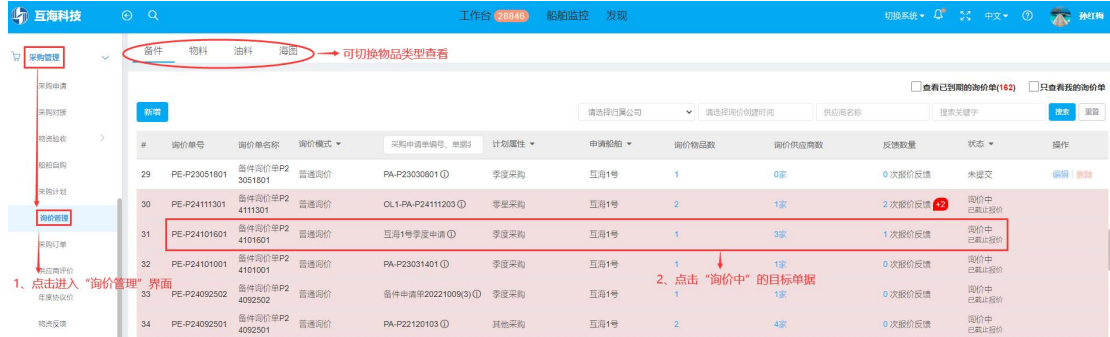 互海科技
工作台 28846 船舶监控 发现
切换系统 中文 孙红梅
采购管理
采购申请
采购对接
物资验收
船舶自购
采购计划
询价管理
采购订单
供应商评价
年度协议价
物资反馈
1、点击进入“询价管理”界面
备件 物料 油料 海图
可切换物品类型查看
查看已到期的询价单(162) 只查看我的询价单
新增 请选择归属公司 请选择询价创建时间 供应商名称 搜索关键字 搜索 重置
# 询价单号 询价单名称 询价模式 采购申请单编号、单据 计划属性 申请船舶 询价物品数 询价供应商数 反馈数量 状态 操作
29 PE-P23051801 备件询价单P23051801 普通询价 PA-P23030801 季度采购 互海1号 1 0家 0 次报价反馈 未提交 编辑 删除
30 PE-P24111301 备件询价单P24111301 普通询价 OL1-PA-P24111203 零星采购 互海1号 2 1家 2 次报价反馈 +2 询价中 已截止报价
31 PE-P24101601 备件询价单P24101601 普通询价 互海1号季度申请 季度采购 互海1号 1 3家 1 次报价反馈 询价中 已截止报价
32 PE-P24101001 备件询价单P24101001 普通询价 PA-P23031401 季度采购 互海1号 1 1家 0 次报价反馈 询价中 已截止报价
2、点击“询价中”的目标单据
33 PE-P24092502 备件询价单P24092502 普通询价 备件申请单20221009(3) 季度采购 互海1号 1 1家 0 次报价反馈 询价中 已截止报价
34 PE-P24092501 备件询价单P24092501 普通询价 PA-P22120103 其他采购 互海1号 2 4家 0 次报价反馈 询价中 已截止报价